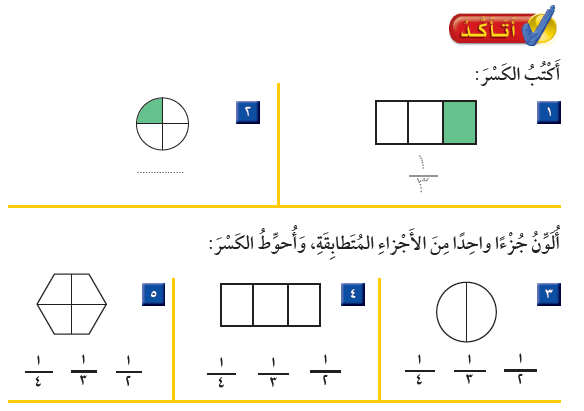 أَتَأَكَّدُ
أَكْتُبُ الكَسْرَ:
١
١/٣
٢
................
أُلَوِّنُ جُزْءًا واحِدًا مِنَ الأَجْزاءِ المُتَطابِقَةِ، وَأُحوِّطُ الكَسْرَ:
٣
١/٢ ١/٣ ١/٤
٤
١/٢ ١/٣ ١/٤
٥
١/٢ ١/٣ ١/٤